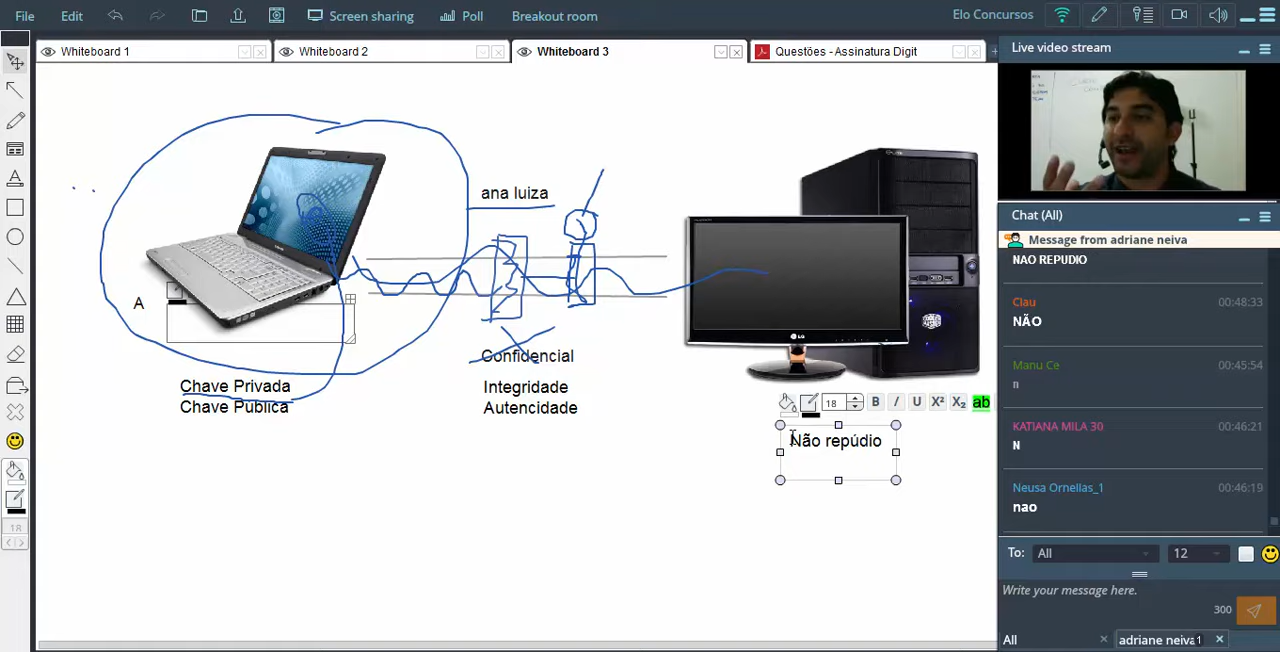 File Edit Screen sharing Poll Breakout room Elo Concursos
Whiteboard 1 Whiteboard 2 Whiteboard 3 Questões - Assinatura Digit
Live video stream
ana luiza
A
Confidencial
Integridade
Autencidade
Chave Privada
Chave Pública
LG
18 B I U X² X₂ ab
Não repúdio
18
Chat (All)
Message from adriane neiva
NAO REPUDIO
Clau 00:48:33
NÃO
Manu Ce 00:45:54
n
KATIANA MILA 30 00:46:21
N
Neusa Ornellas_1 00:46:19
nao
To: All 12
Write your message here.
300
All adriane neiva 1